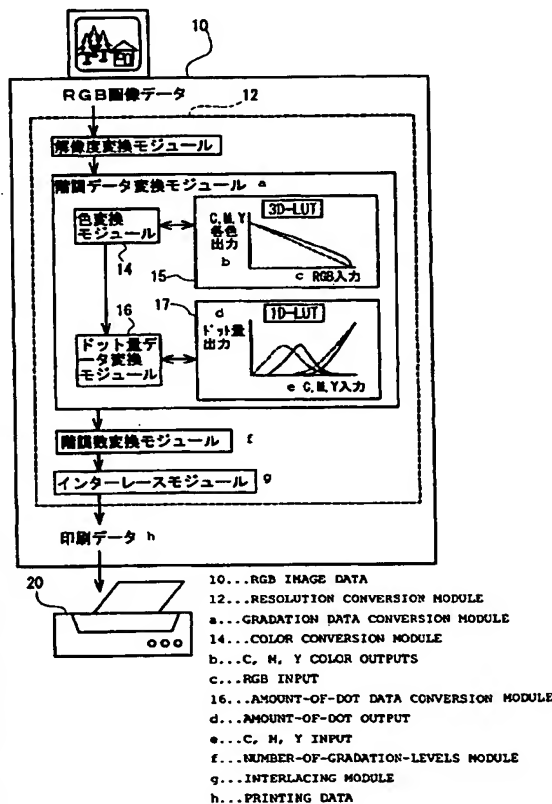 10
RGB画像データ
12
解像度変換モジュール
階調データ変換モジュール a
色変換
モジュール
14
3D-LUT
C,M,Y
各色
出力
b
15
c RGB入力
16
ドット量デ
ータ変換
モジュール
17
d
ドット量
出力
1D-LUT
e C,M,Y入力
階調数変換モジュール f
インターレースモジュール g
印刷データ h
20
10...RGB IMAGE DATA
12...RESOLUTION CONVERSION MODULE
a...GRADATION DATA CONVERSION MODULE
14...COLOR CONVERSION MODULE
b...C, M, Y COLOR OUTPUTS
c...RGB INPUT
16...AMOUNT-OF-DOT DATA CONVERSION MODULE
d...AMOUNT-OF-DOT OUTPUT
e...C, M, Y INPUT
f...NUMBER-OF-GRADATION-LEVELS MODULE
g...INTERLACING MODULE
h...PRINTING DATA